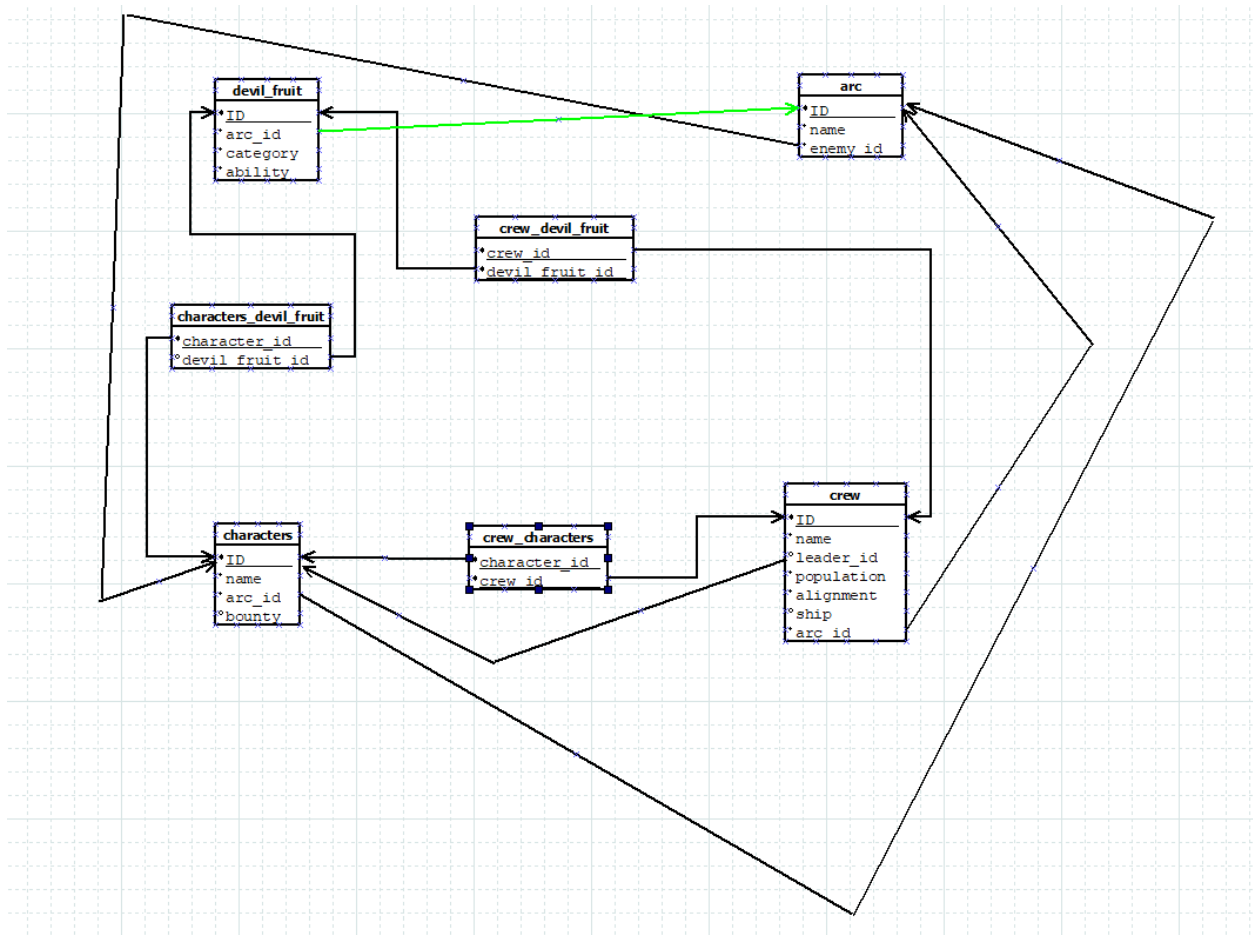 devil_fruit
ID
arc_id
category
ability
arc
ID
name
enemy_id
crew_devil_fruit
crew_id
devil_fruit_id
characters_devil_fruit
character_id
devil_fruit_id
characters
ID
name
arc_id
bounty
crew_characters
character_id
crew_id
crew
ID
name
leader_id
population
alignment
ship
arc_id